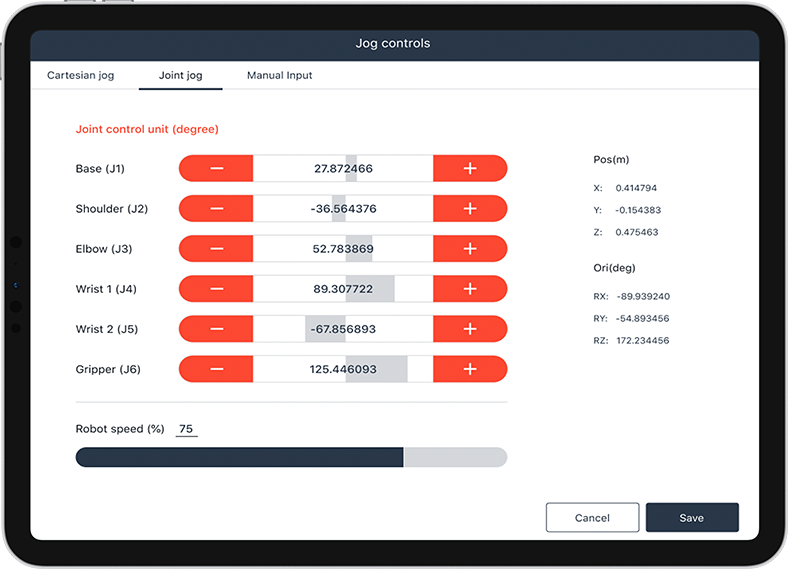 Jog controls
Cartesian jog
Joint jog
Manual Input
Joint control unit (degree)
Base (J1)
27.872466
Shoulder (J2)
-36.564376
Elbow (J3)
52.783869
Wrist 1 (J4)
89.307722
Wrist 2 (J5)
-67.856893
Gripper (J6)
125.446093
Robot speed (%) 75
Pos(m)
X: 0.414794
Y: -0.154383
Z: 0.475463
Ori(deg)
RX: -89.939240
RY: -54.893456
RZ: 172.234456
Cancel
Save